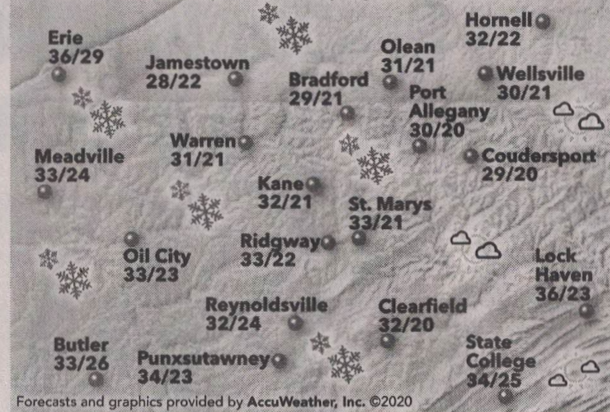 Hornell
32/22
Erie
36/29
Olean
31/21
Jamestown
28/22
Wellsville
30/21
Bradford
29/21
Port
Allegany
30/20
Warren
31/21
Coudersport
29/20
Meadville
33/24
Kane
32/21
St. Marys
33/21
Ridgway
33/22
Oil City
33/23
Lock
Haven
36/23
Reynoldsville
32/24
Clearfield
32/20
Butler
33/26
Punxsutawney
34/23
State
College
34/25
Forecasts and graphics provided by AccuWeather, Inc. ©2020